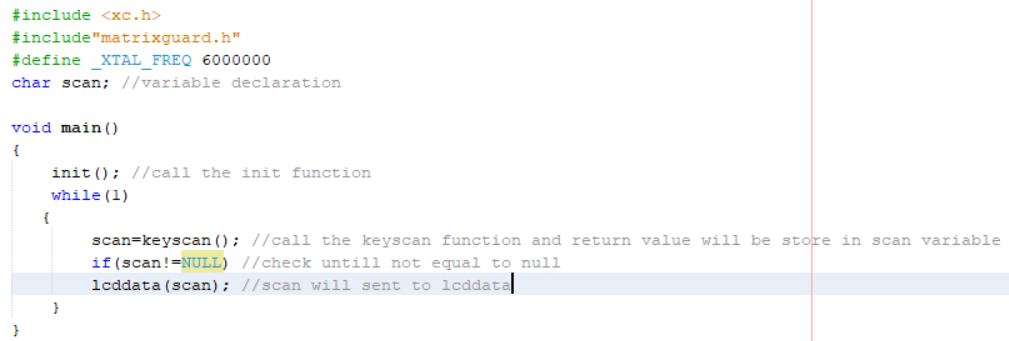 #include <xc.h>
#include"matrixguard.h"
#define _XTAL_FREQ 6000000
char scan; //variable declaration
void main()
{
init(); //call the init function
while(1)
{
scan=keyscan(); //call the keyscan function and return value will be store in scan variable
if(scan!=NULL) //check untill not equal to null
lcddata(scan); //scan will sent to lcddata
}
}